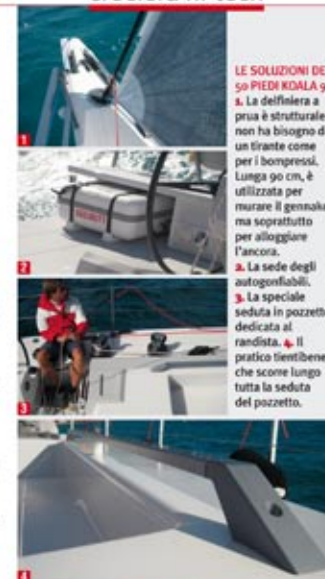 LE SOLUZIONI DE
50 PIEDI KOALA
1. La delfiniera a
prua è strutturale
non ha bisogno d
un tirante come
per i bompressi.
Lunga 90 cm, è
utilizzata per
murare il gennak
ma soprattutto
per alloggiare
l'ancora.
2. La sede degli
autogonfiabili.
3. La speciale
seduta in pozzett
dedicata al
randista. 4. Il
pratico tientibene
che scorre lungo
tutta la seduta
del pozzetto.
1
2
3
4